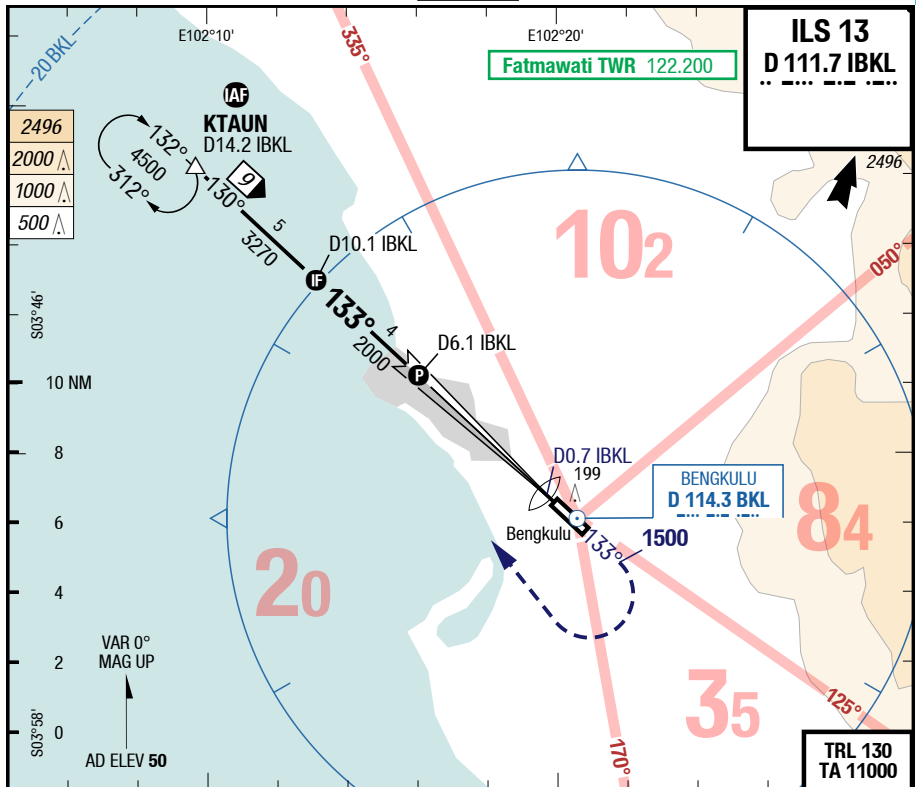 E102°10'
E102°20'
335°
20 BKL
Fatmawati TWR 122.200
ILS 13
D 111.7 IBKL
IAF
KTAUN
D14.2 IBKL
2496
2000
1000
500
2496
132°
4500
312°
9
130°
5
3270
D10.1 IBKL
IF
102
050°
S03°46'
133°
4
2000
D6.1 IBKL
P
10 NM
8
D0.7 IBKL
199
BENGKULU
D 114.3 BKL
84
6
Bengkulu
133°
1500
4
20
VAR 0°
MAG UP
2
35
125°
S03°58'
0
170°
AD ELEV 50
TRL 130
TA 11000